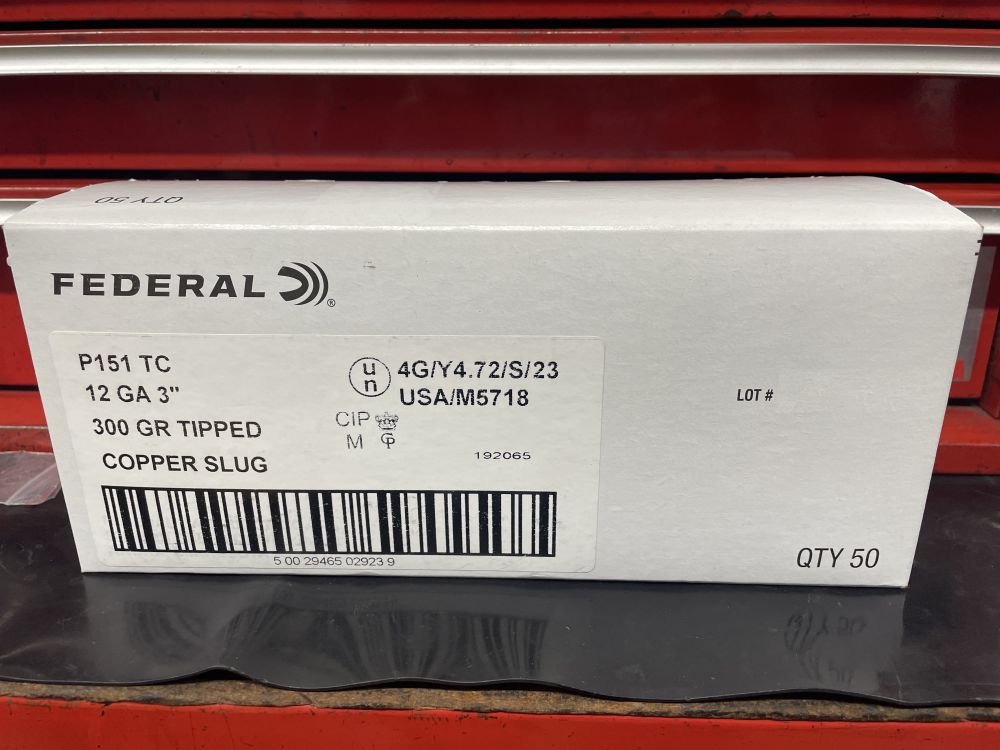 QTY 50
FEDERAL ®
P151 TC
12 GA 3"
300 GR TIPPED
COPPER SLUG
un
4G/Y4.72/S/23
USA/M5718
CIP
M
192065
5 00 29465 02923 9
LOT #
QTY 50